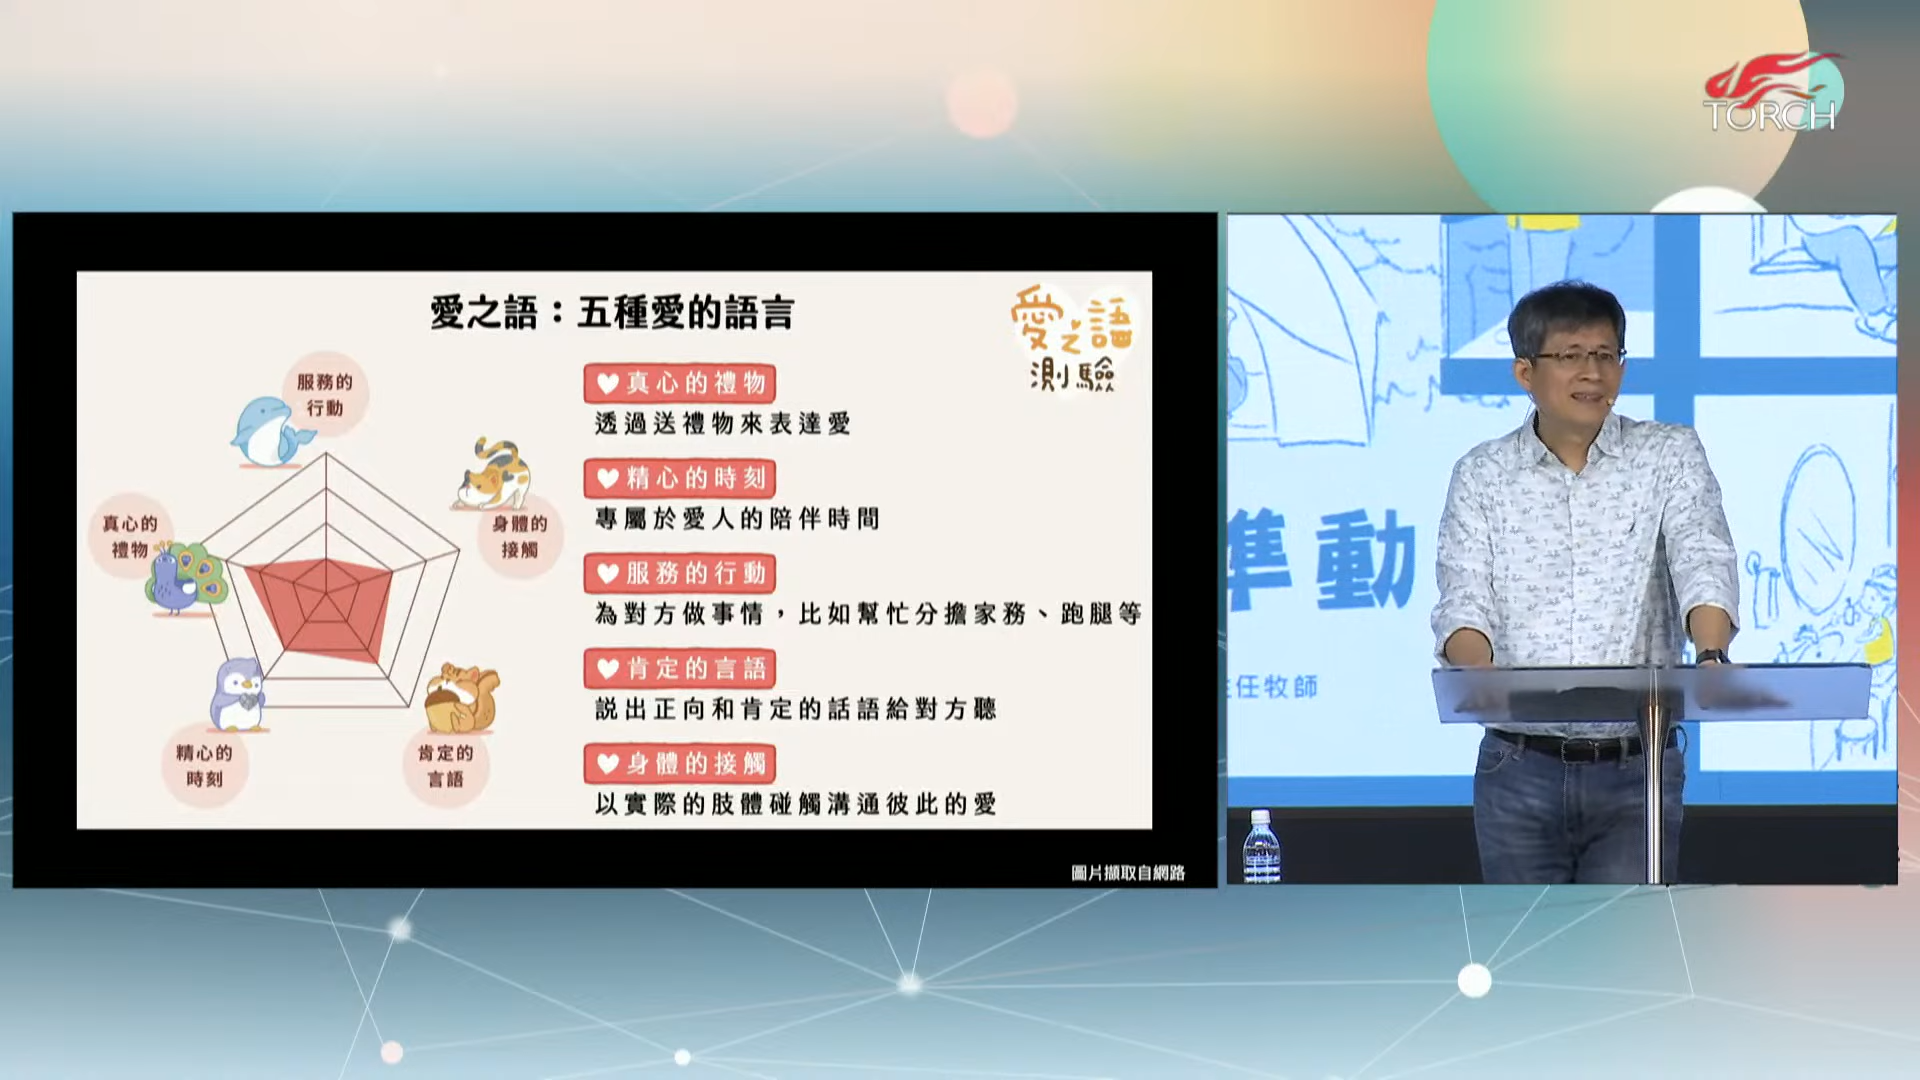 TORCH
愛之語：五種愛的語言
愛之語
測驗
服務的
行動
身體的
接觸
真心的
禮物
精心的
時刻
肯定的
言語
真心的禮物
透過送禮物來表達愛
精心的時刻
專屬於愛人的陪伴時間
服務的行動
為對方做事情，比如幫忙分擔家務、跑腿等
肯定的言語
說出正向和肯定的話語給對方聽
身體的接觸
以實際的肢體碰觸溝通彼此的愛
圖片擷取自網路
準動
主任牧師